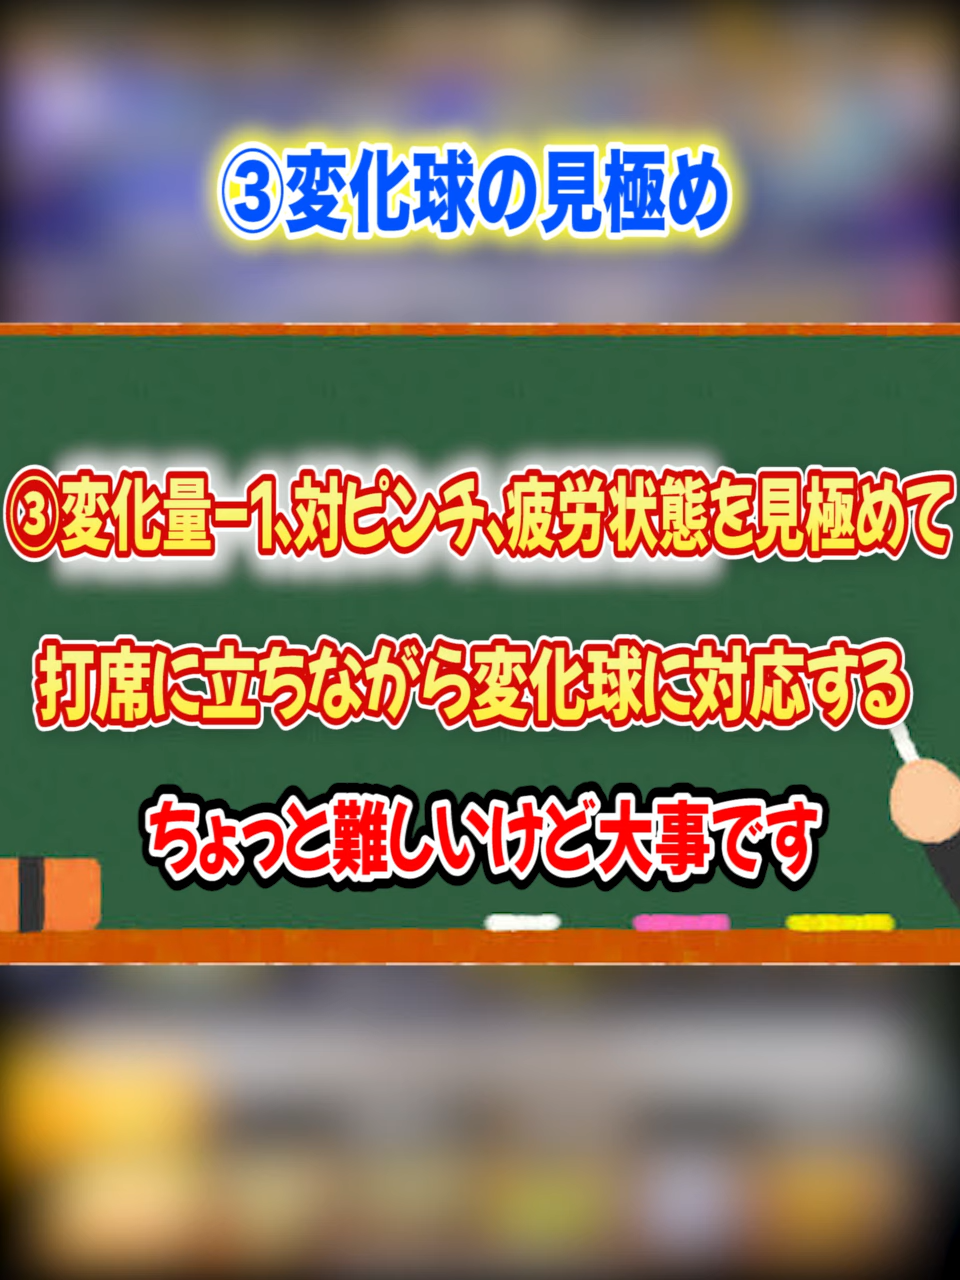 ③変化球の見極め
③変化量−1、対ピンチ、疲労状態を見極めて
打席に立ちながら変化球に対応する
ちょっと難しいけど大事です